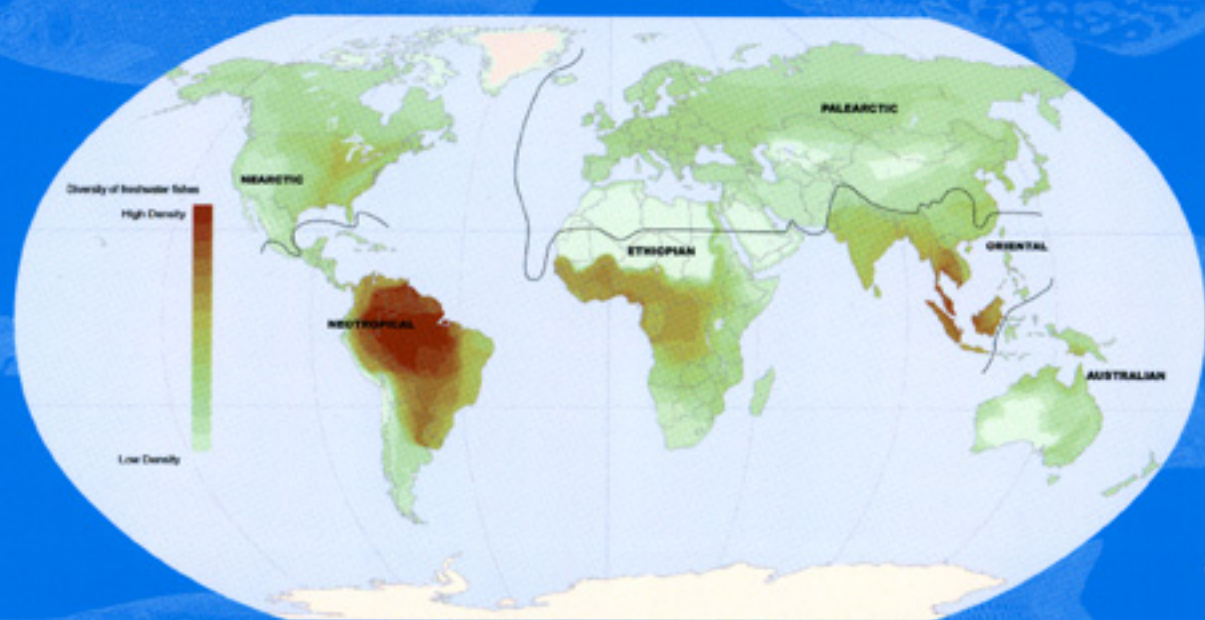 PALEARCTIC
NEARCTIC
Diversity of freshwater fishes
High Density
ETHIOPIAN
ORIENTAL
NEOTROPICAL
AUSTRALIAN
Low Density